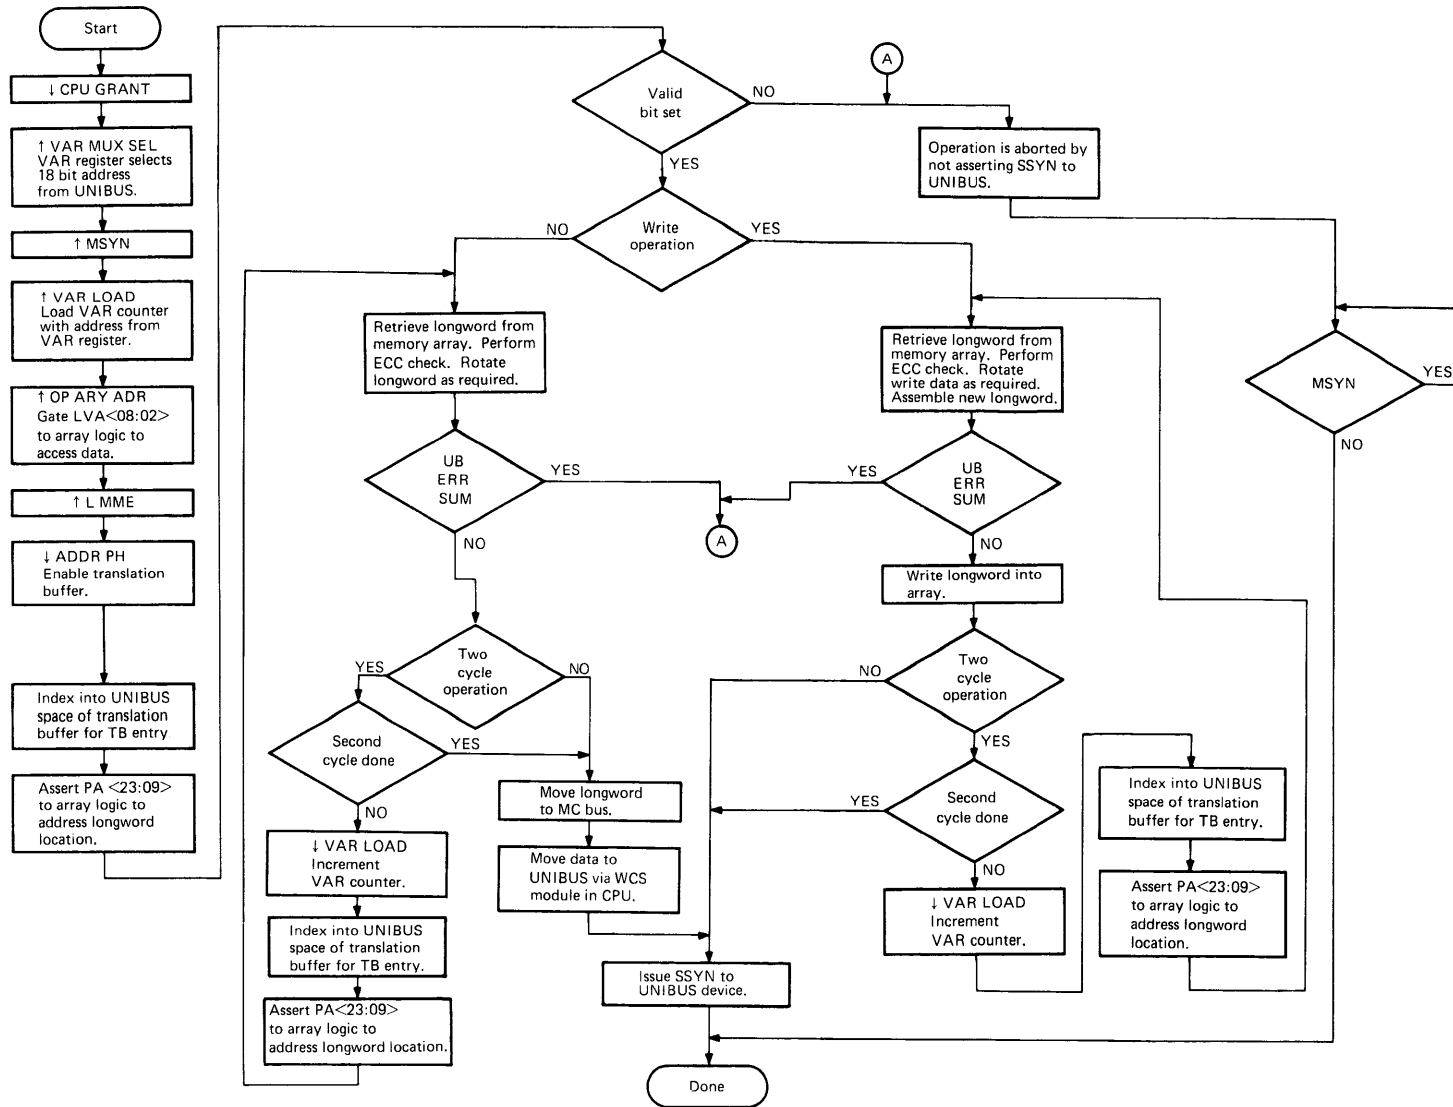 Start
↓ CPU GRANT
↑ VAR MUX SEL
VAR register selects
18 bit address
from UNIBUS.
↑ MSYN
↑ VAR LOAD
Load VAR counter
with address from
VAR register.
↑ OP ARY ADR
Gate LVA<08:02>
to array logic to
access data.
↑ L MME
↓ ADDR PH
Enable translation
buffer.
Index into UNIBUS
space of translation
buffer for TB entry
Assert PA <23:09>
to array logic to
address longword
location.
Valid
bit set
NO
YES
A
Operation is aborted by
not asserting SSYN to
UNIBUS.
Write
operation
NO
YES
MSYN
YES
NO
Retrieve longword from
memory array. Perform
ECC check. Rotate
longword as required.
UB
ERR
SUM
YES
NO
A
Two
cycle
operation
YES
NO
Second
cycle done
YES
NO
↓ VAR LOAD
Increment
VAR counter.
Index into UNIBUS
space of translation
buffer for TB entry.
Assert PA<23:09>
to array logic to
address longword location.
Move longword
to MC bus.
Move data to
UNIBUS via WCS
module in CPU.
Retrieve longword from
memory array. Perform
ECC check. Rotate
write data as required.
Assemble new longword.
UB
ERR
SUM
YES
NO
Write longword into
array.
Two
cycle
operation
NO
YES
Second
cycle done
YES
NO
↓ VAR LOAD
Increment
VAR counter.
Index into UNIBUS
space of translation
buffer for TB entry.
Assert PA<23:09>
to array logic to
address longword
location.
Issue SSYN to
UNIBUS device.
Done